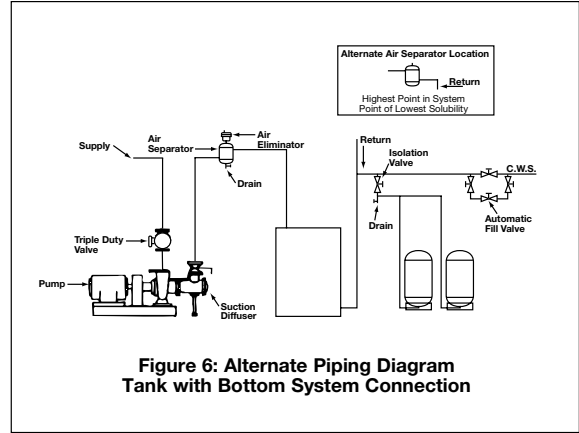 Alternate Air Separator Location
Return
Highest Point in System
Point of Lowest Solubility
Supply
Air
Separator
Air
Eliminator
Drain
Return
Isolation
Valve
C.W.S.
Drain
Automatic
Fill Valve
Triple Duty
Valve
Pump
Suction
Diffuser
Figure 6: Alternate Piping Diagram
Tank with Bottom System Connection